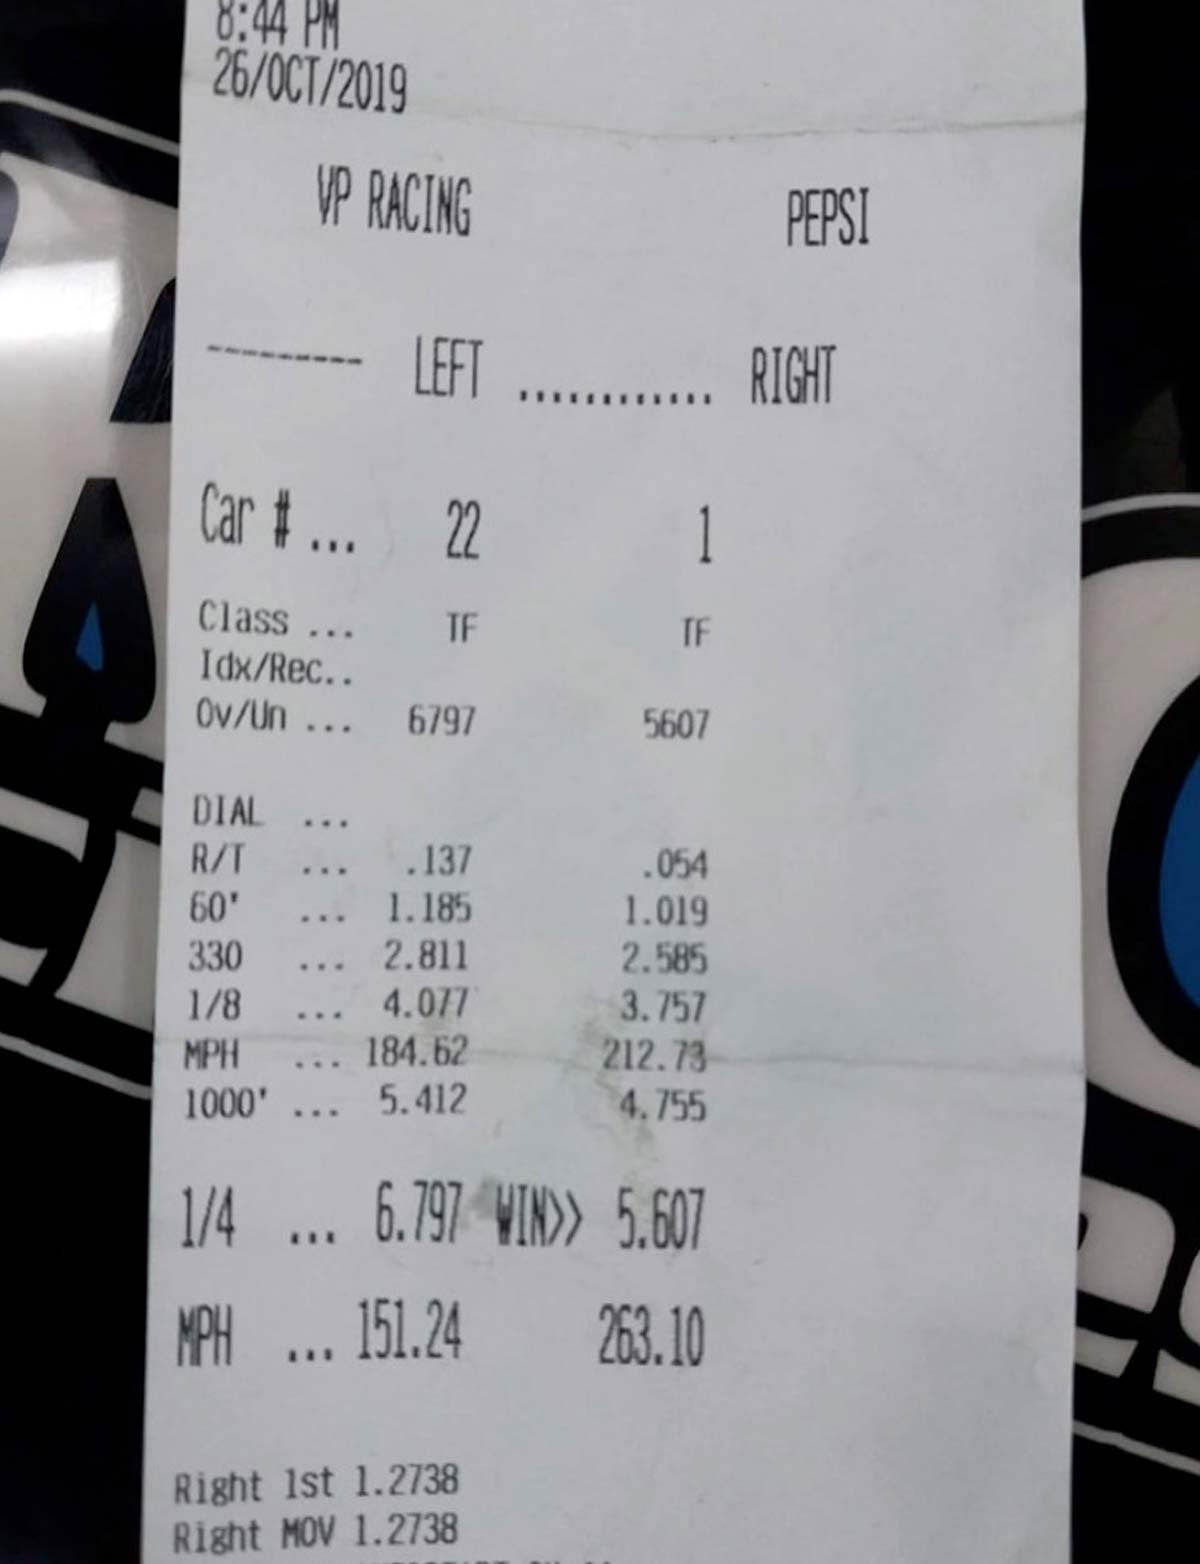 8:44 PM
26/OCT/2019
VP RACING PEPSI
--------- LEFT ............ RIGHT
Car # ... 22 1
Class ... TF TF
Idx/Rec..
Ov/Un ... 6797 5607
DIAL ...
R/T ... .137 .054
60' ... 1.185 1.019
330 ... 2.811 2.585
1/8 ... 4.077 3.757
MPH ... 184.62 212.73
1000' ... 5.412 4.755
1/4 ... 6.797 WIN>> 5.607
MPH ... 151.24 263.10
Right 1st 1.2738
Right MOV 1.2738